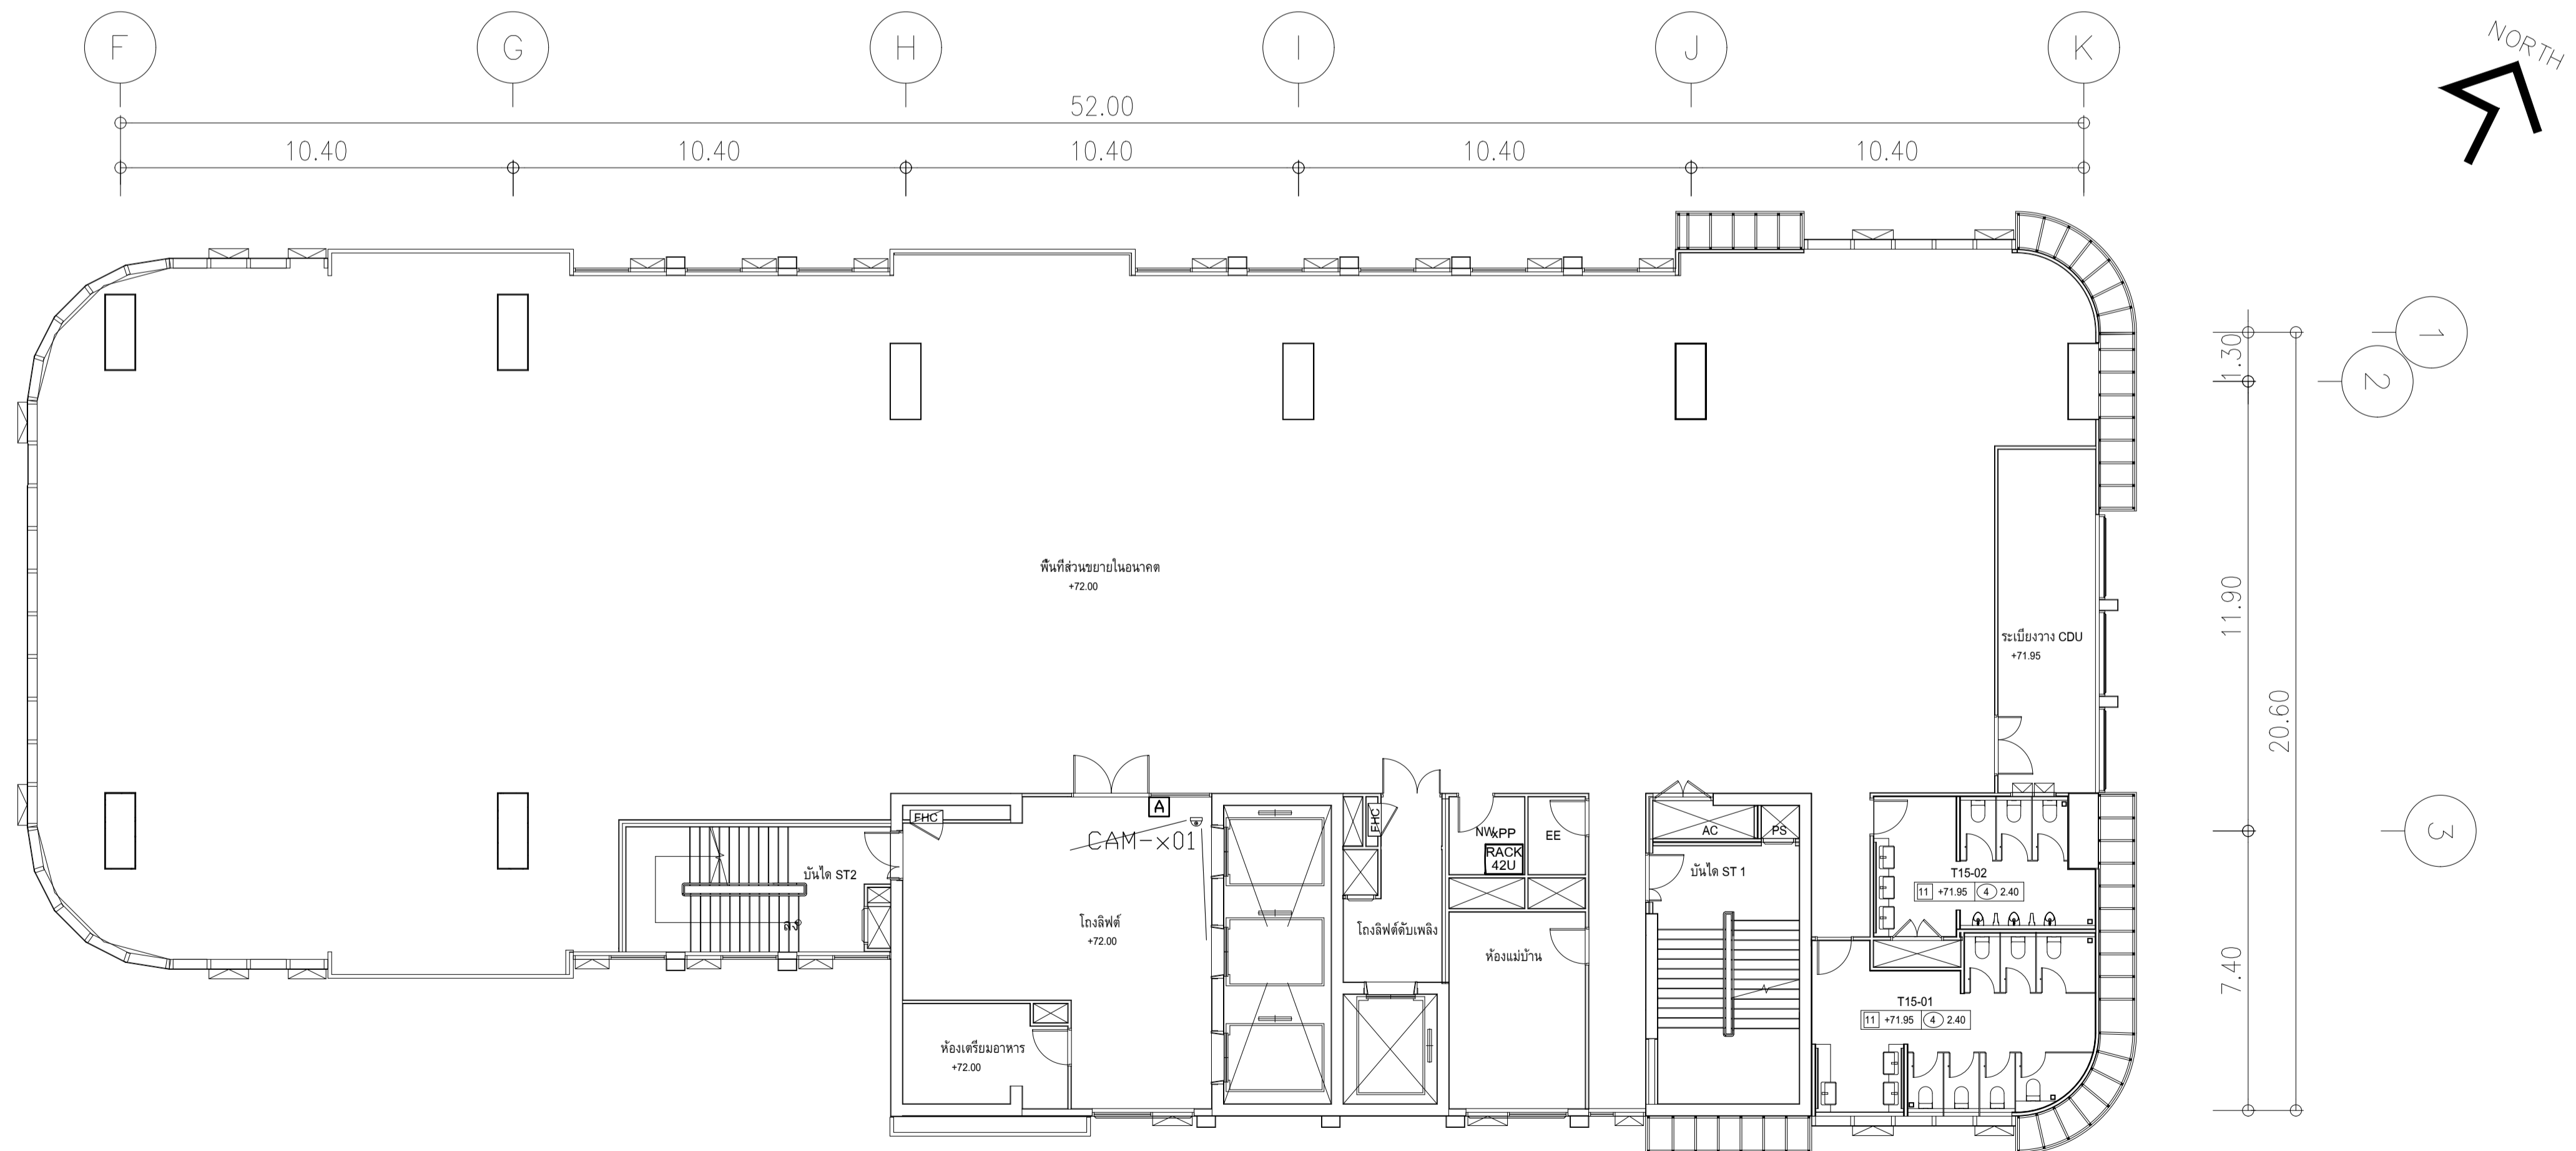 F
G
H
I
J
K
NORTH
52.00
10.40
10.40
10.40
10.40
10.40
1
2
1.30
พื้นที่ส่วนขยายในอนาคต
+72.00
11.90
ระเบียงวาง CDU
+71.95
20.60
3
FHC
A
CAM-x01
FHC
NW
xPP
RACK
42U
EE
AC
PS
บันได ST2
ลง
บันได ST 1
T15-02
11 +71.95 4 2.40
โถงลิฟต์
+72.00
โถงลิฟต์ดับเพลิง
ห้องแม่บ้าน
7.40
T15-01
11 +71.95 4 2.40
ห้องเตรียมอาหาร
+72.00